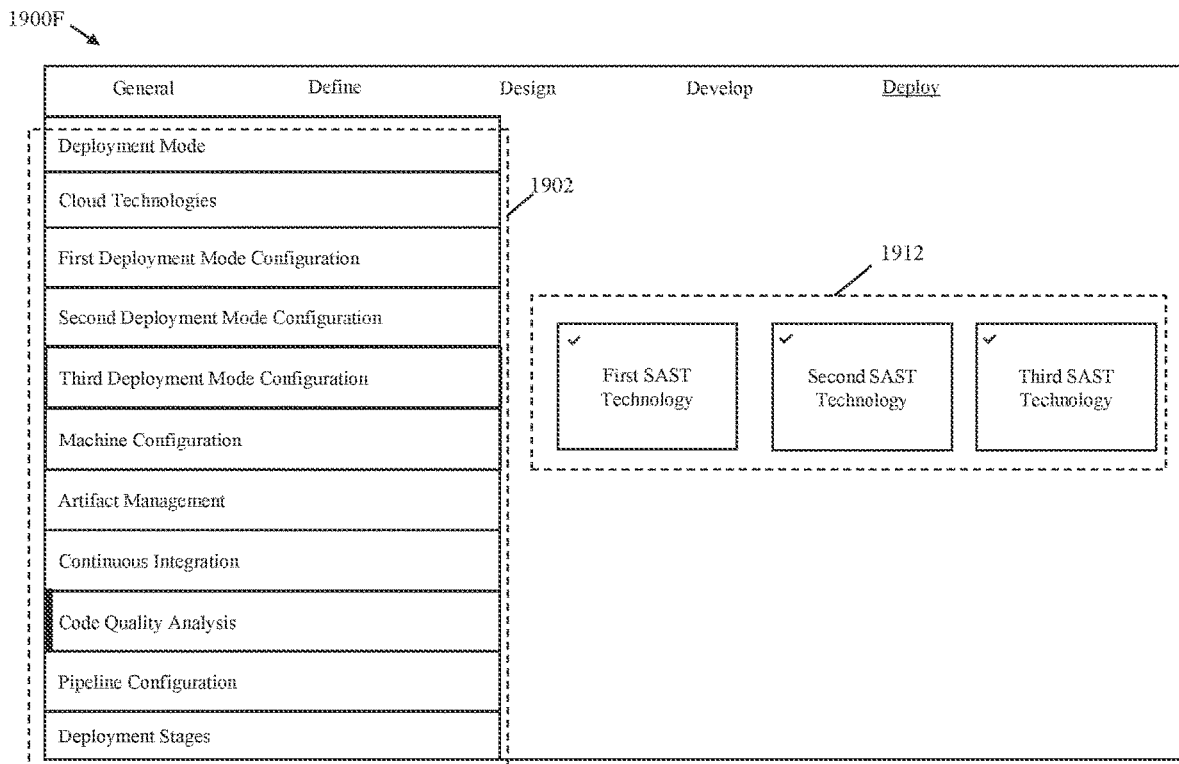 1900F
General Define Design Develop Deploy
Deployment Mode
Cloud Technologies
1902
First Deployment Mode Configuration
1912
Second Deployment Mode Configuration
Third Deployment Mode Configuration
First SAST
Technology
Second SAST
Technology
Third SAST
Technology
Machine Configuration
Artifact Management
Continuous Integration
Code Quality Analysis
Pipeline Configuration
Deployment Stages